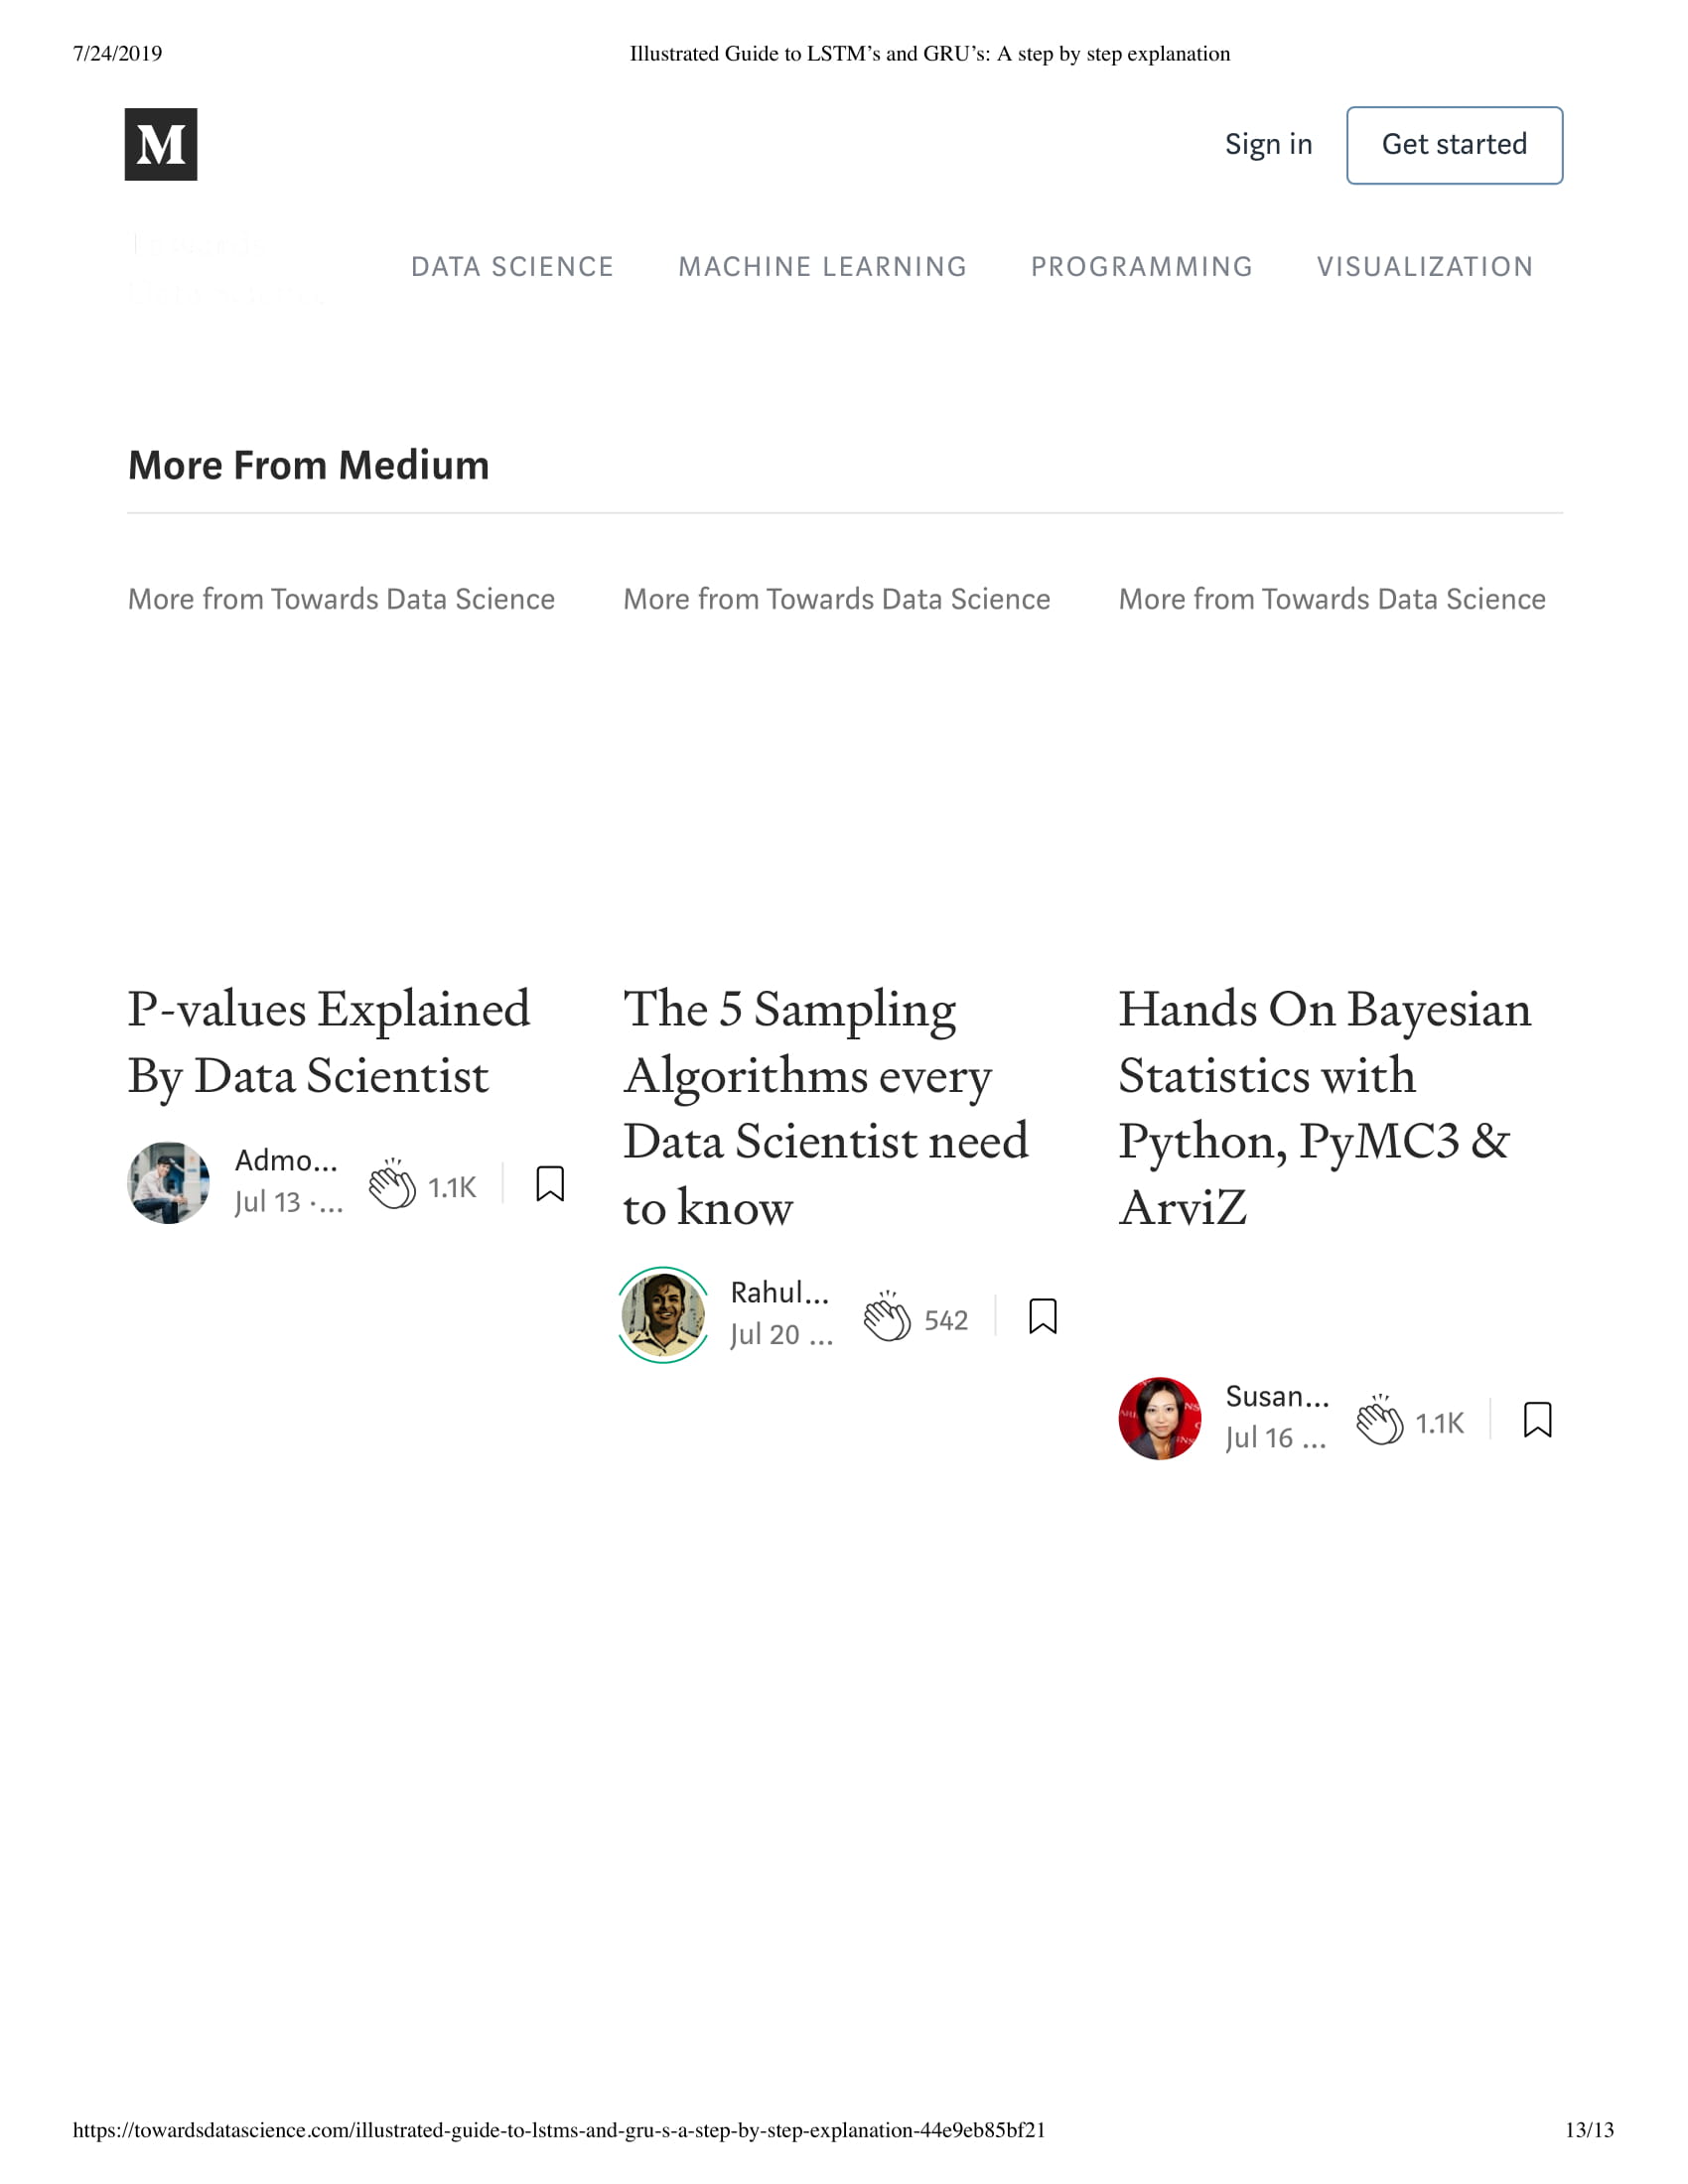 7/24/2019
Illustrated Guide to LSTM’s and GRU’s: A step by step explanation
M
Sign in
Get started
DATA SCIENCE
MACHINE LEARNING
PROGRAMMING
VISUALIZATION
More From Medium
More from Towards Data Science
More from Towards Data Science
More from Towards Data Science
P-values Explained
By Data Scientist
Admo...
Jul 13 ·...
1.1K
The 5 Sampling
Algorithms every
Data Scientist need
to know
Rahul...
Jul 20 ...
542
Hands On Bayesian
Statistics with
Python, PyMC3 &
ArviZ
Susan...
Jul 16 ...
1.1K
https://towardsdatascience.com/illustrated-guide-to-lstms-and-gru-s-a-step-by-step-explanation-44e9eb85bf21
13/13